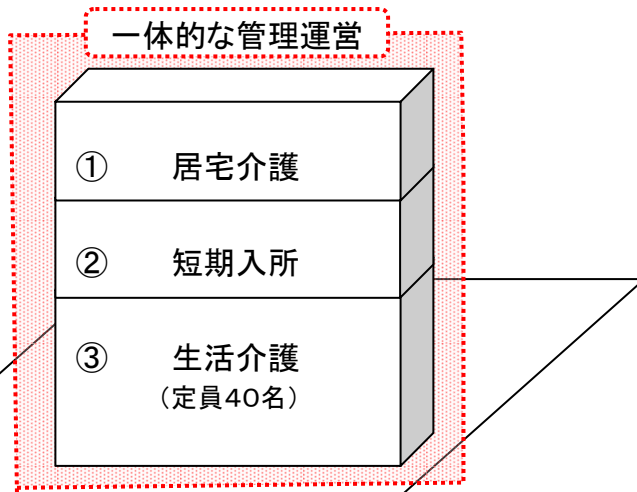 一体的な管理運営
① 居宅介護
② 短期入所
③ 生活介護
（定員40名）